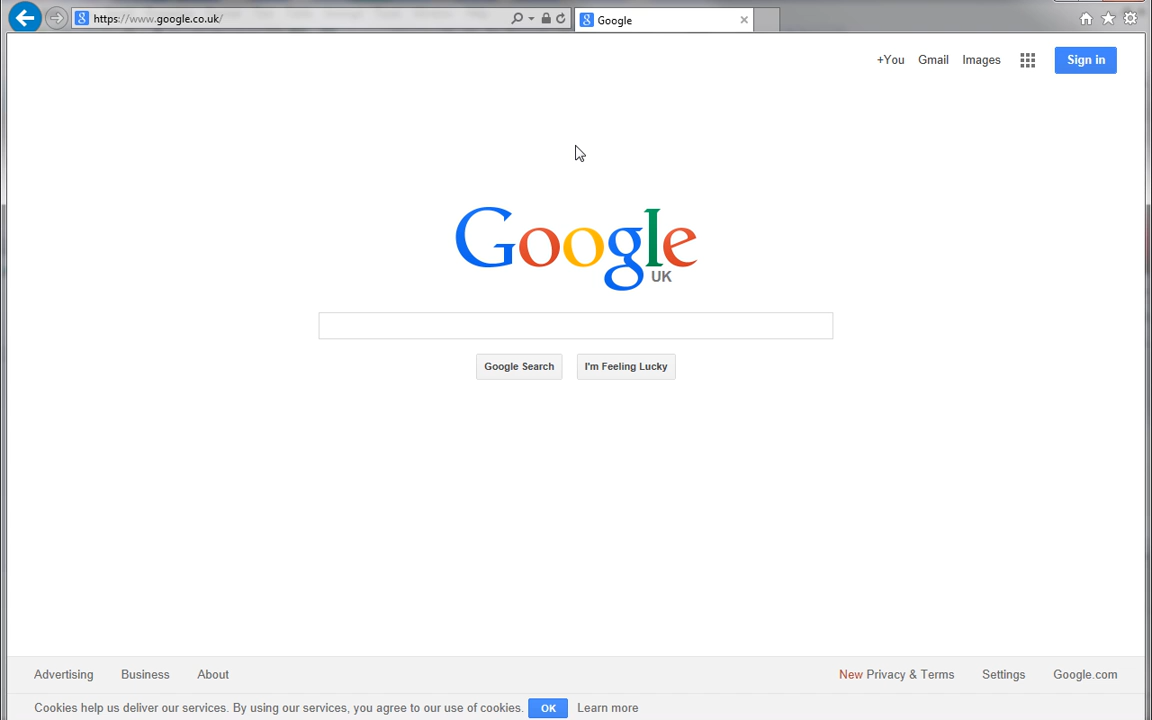 https://www.google.co.uk/
Google
+You Gmail Images Sign in
Google
UK
Google Search I'm Feeling Lucky
Advertising Business About New Privacy & Terms Settings Google.com
Cookies help us deliver our services. By using our services, you agree to our use of cookies. OK Learn more